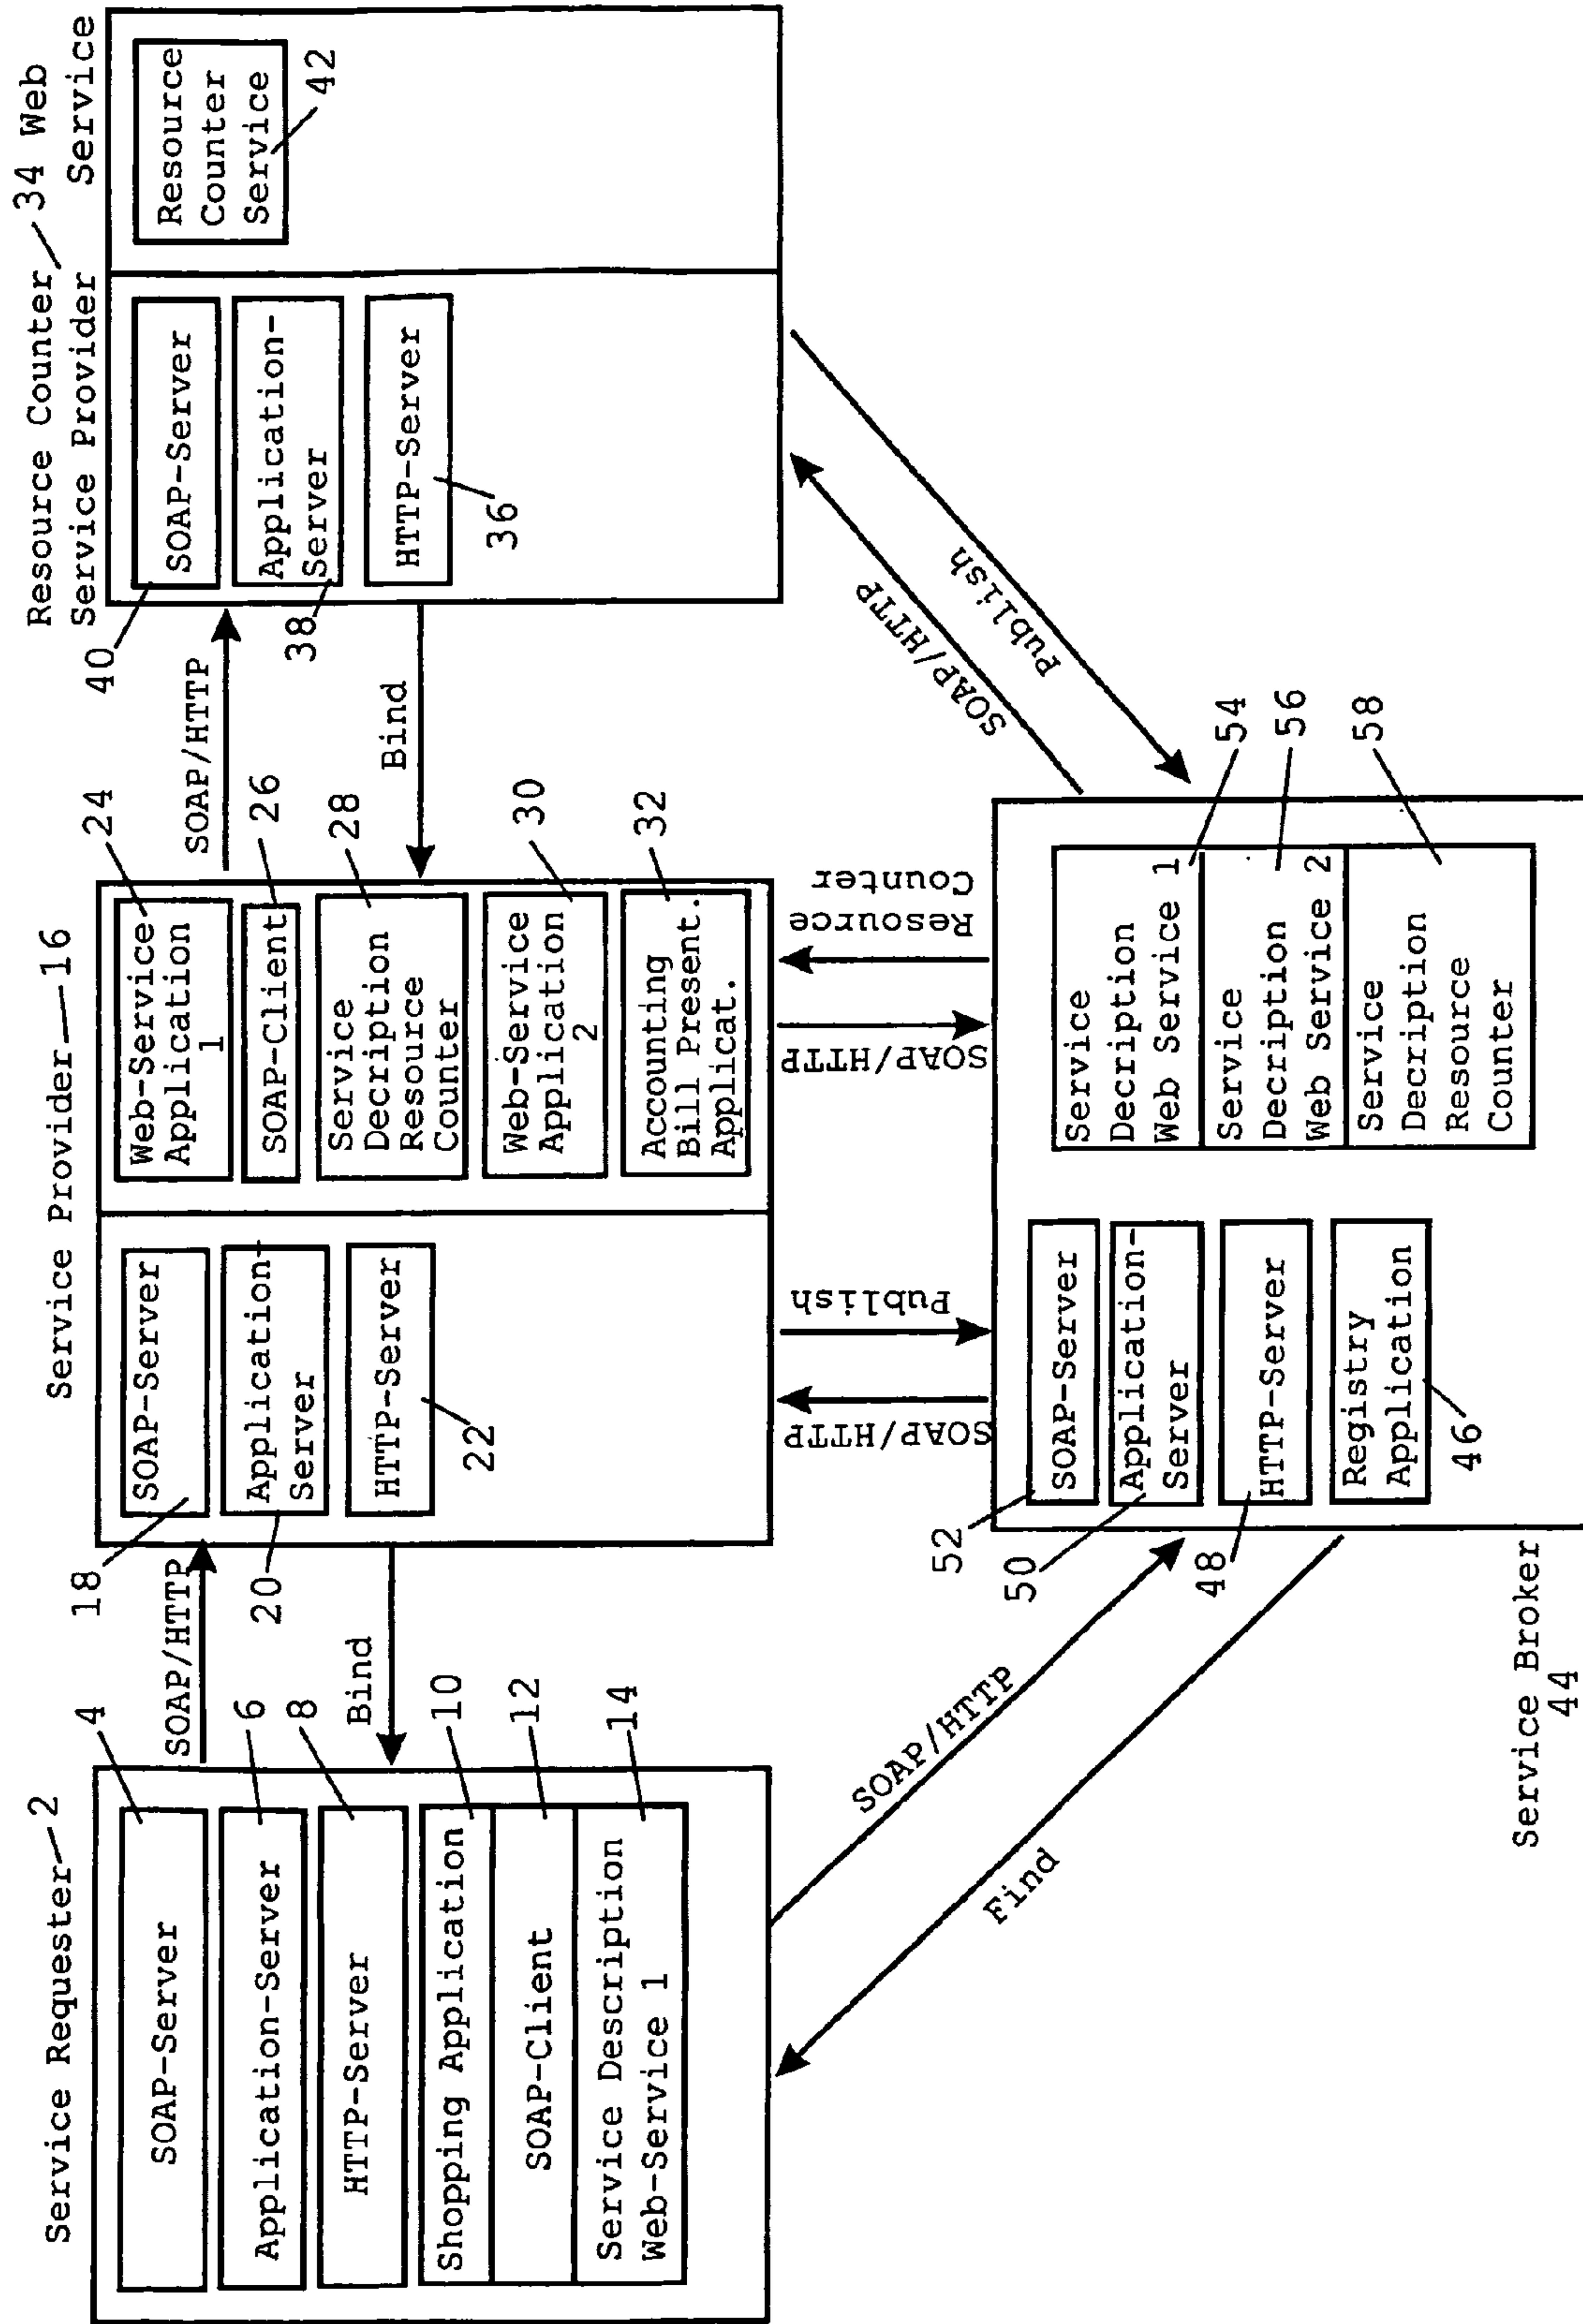 Service Requester 2
SOAP-Server
4
Application-Server
6
HTTP-Server
8
Shopping Application
10
SOAP-Client
12
Service Description
Web-Service 1
14
SOAP/HTTP
Bind
Service Provider 16
SOAP-Server
18
Application-
Server
20
HTTP-Server
22
Web-Service
Application
1
24
SOAP-Client
26
Service
Decription
Resource
Counter
28
Web-Service
Application
2
30
Accounting
Bill Present.
Applicat.
32
SOAP/HTTP
Bind
Resource Counter 34 Web
Service Provider Service
SOAP-Server
40
Application-
Server
38
HTTP-Server
36
Resource
Counter
Service
42
SOAP/HTTP
Find
SOAP/HTTP
Publish
SOAP/HTTP
Resource
Counter
SOAP/HTTP
Publish
SOAP-Server
52
Application-
Server
50
HTTP-Server
48
Registry
Application
46
Service
Decription
Web Service 1
54
Service
Decription
Web Service 2
56
Service
Decription
Resource
Counter
58
Service Broker
44